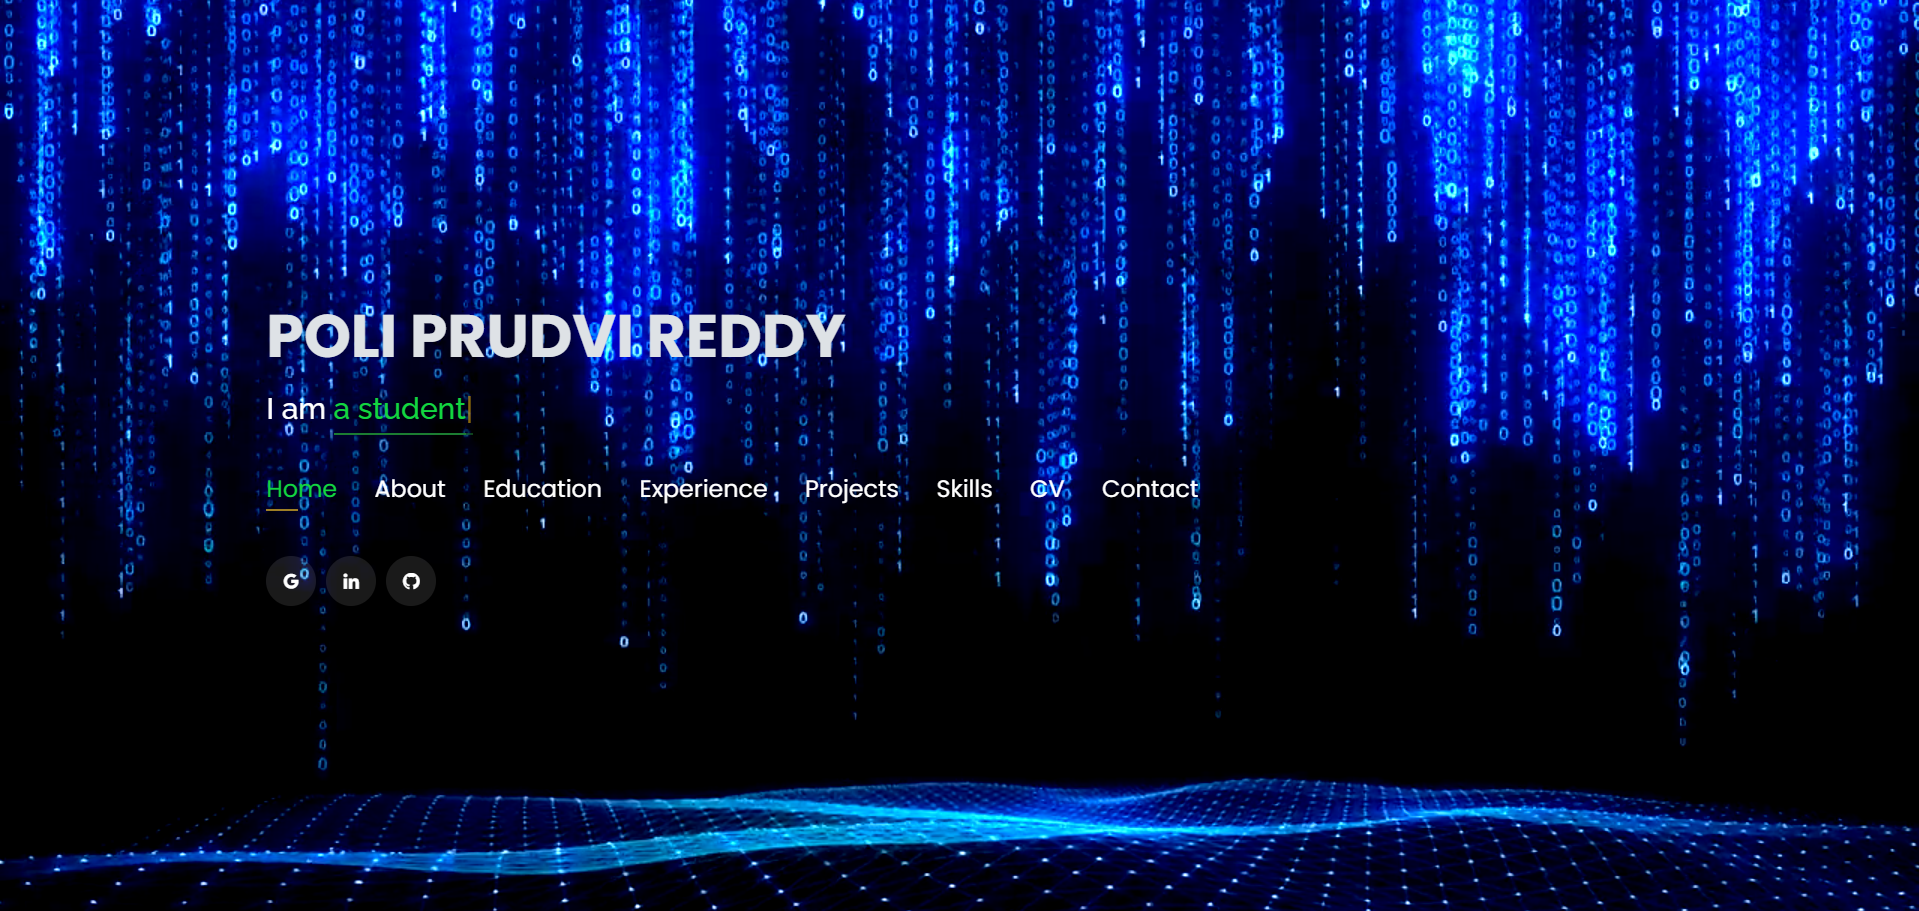 POLI PRUDVI REDDY
I am a student
Home About Education Experience Projects Skills CV Contact
G in